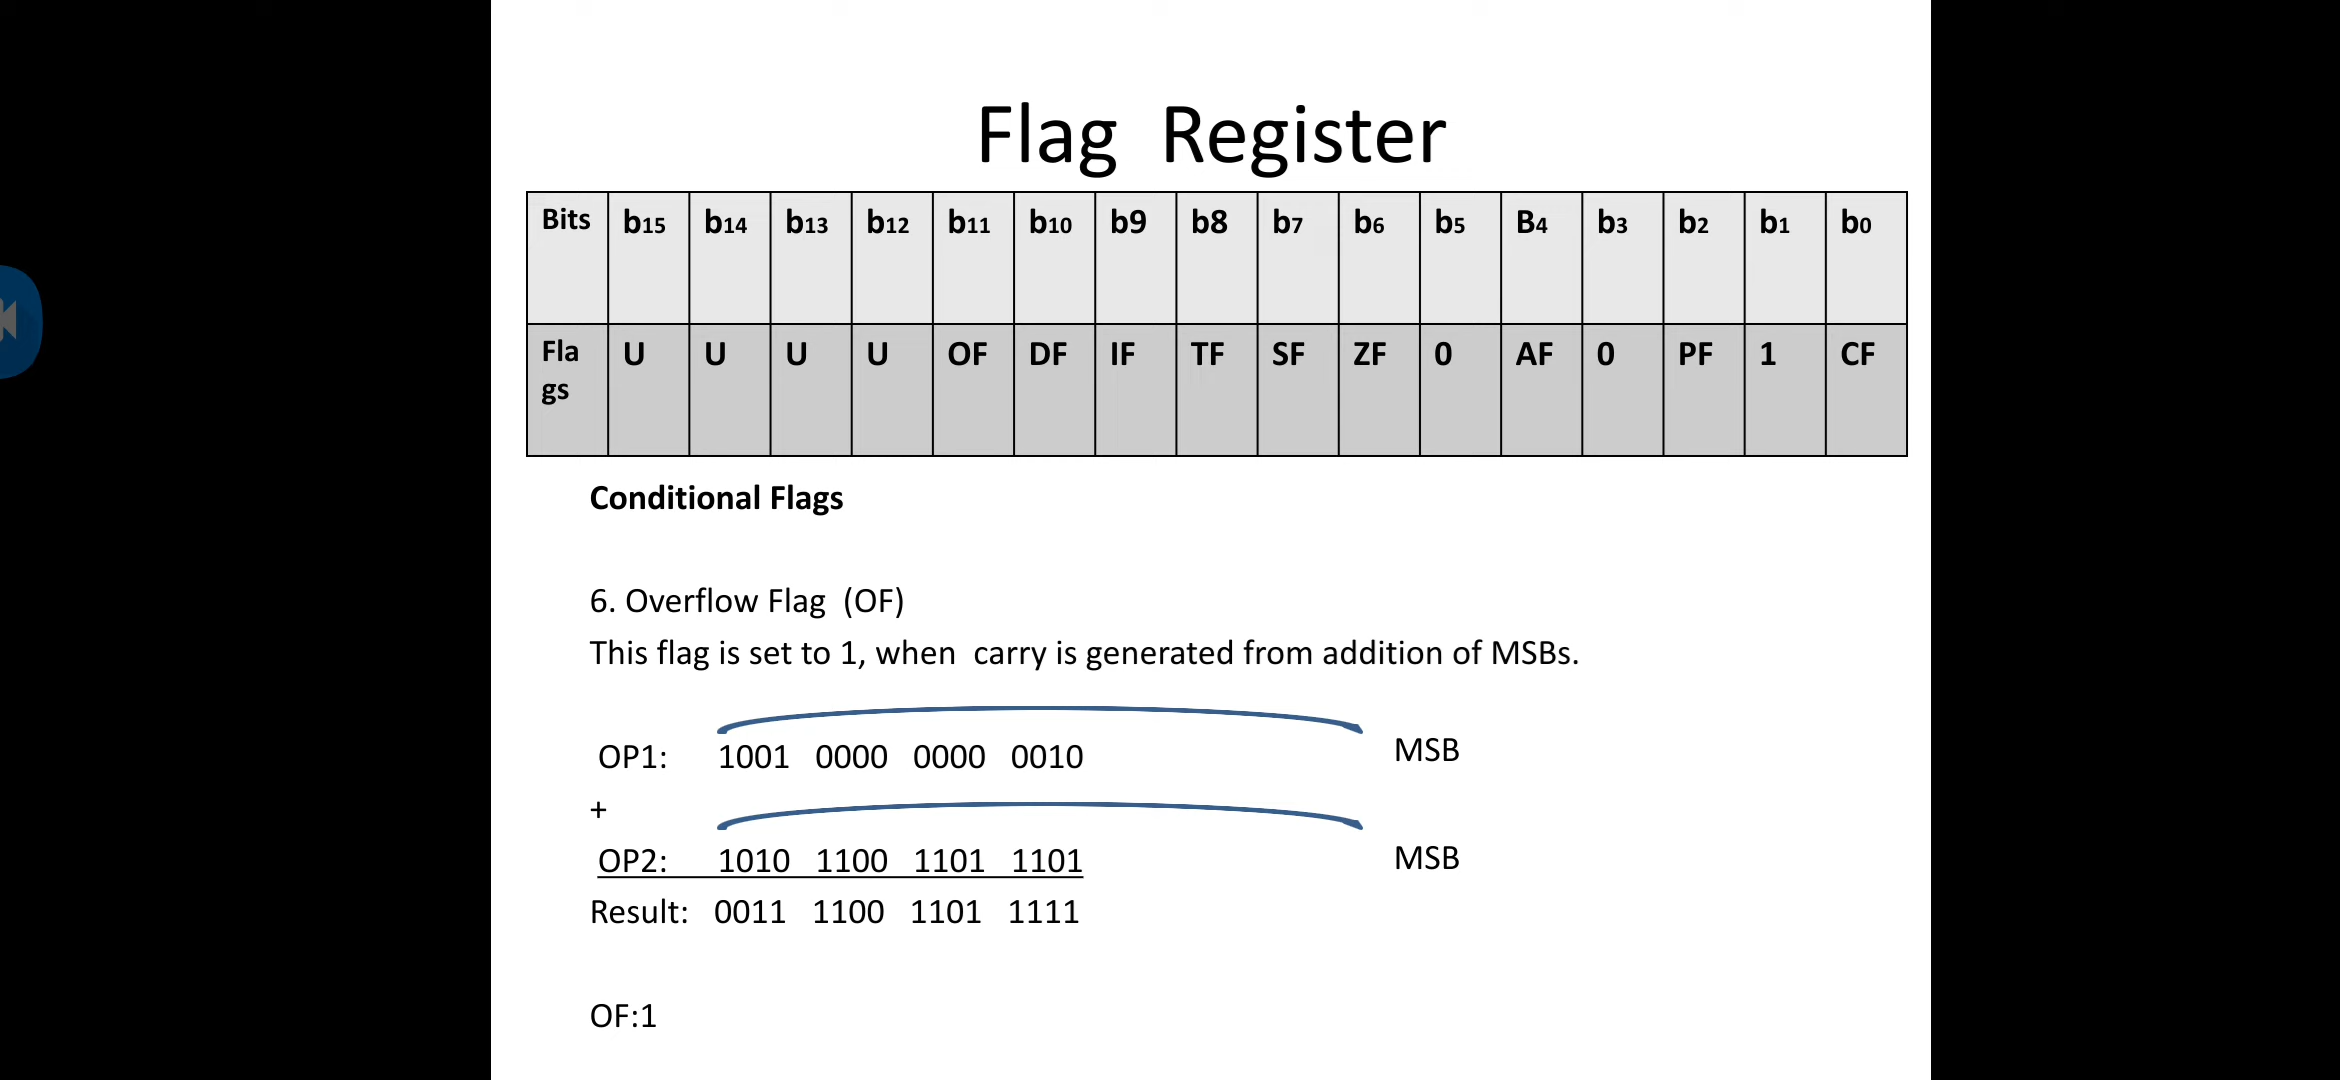 Flag Register
Bits b15 b14 b13 b12 b11 b10 b9 b8 b7 b6 b5 B4 b3 b2 b1 b0
Fla
gs U U U U OF DF IF TF SF ZF 0 AF 0 PF 1 CF
Conditional Flags
6. Overflow Flag (OF)
This flag is set to 1, when carry is generated from addition of MSBs.
OP1: 1001 0000 0000 0010 MSB
+
OP2: 1010 1100 1101 1101 MSB
Result: 0011 1100 1101 1111
OF:1